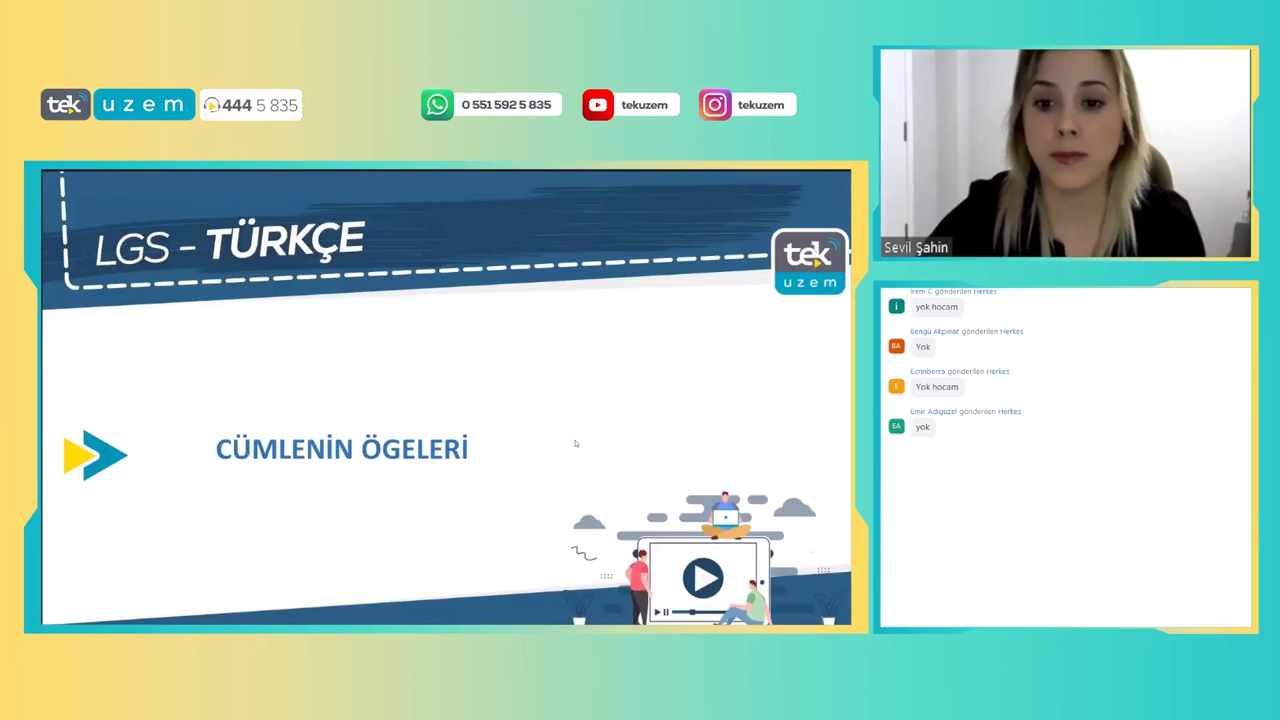 tek uzem 444 5 835
0 551 592 5 835
tekuzem
tekuzem
LGS – TÜRKÇE
tek
uzem
CÜMLENİN ÖGELERİ
Sevil Şahin
İrem C gönderilen Herkes
i
yok hocam
Bengü Akpınar gönderilen Herkes
BA
Yok
Ecrinberra gönderilen Herkes
E
Yok hocam
Emir Adıgüzel gönderilen Herkes
EA
yok